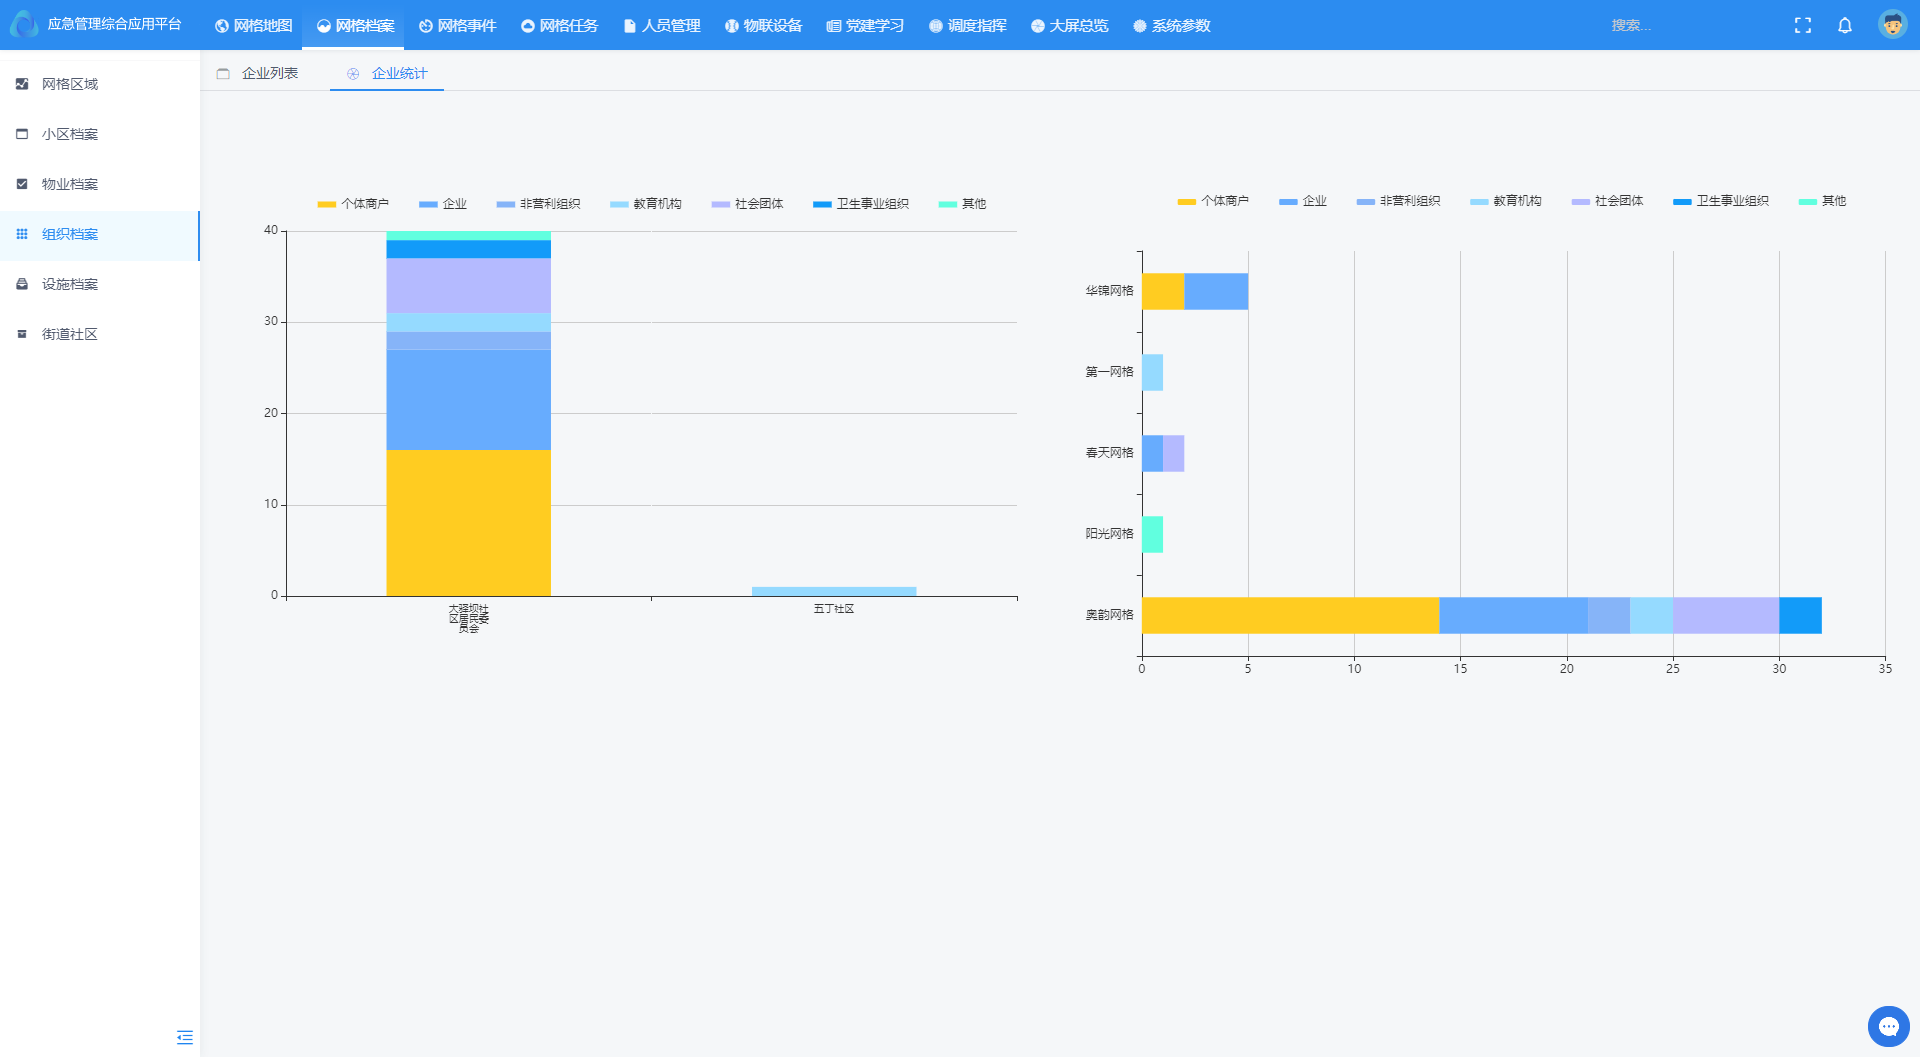 应急管理综合应用平台
网格地图 网格档案 网格事件 网格任务 人员管理 物联设备 党建学习 调度指挥 大屏总览 系统参数 搜索...
网格区域
小区档案
物业档案
组织档案
设施档案
街道社区
企业列表 企业统计
个体商户 企业 非营利组织 教育机构 社会团体 卫生事业组织 其他
40
30
20
10
0
大驿坝社
区居民委
员会
五丁社区
个体商户 企业 非营利组织 教育机构 社会团体 卫生事业组织 其他
华锦网格
第一网格
春天网格
阳光网格
奥韵网格
0 5 10 15 20 25 30 35